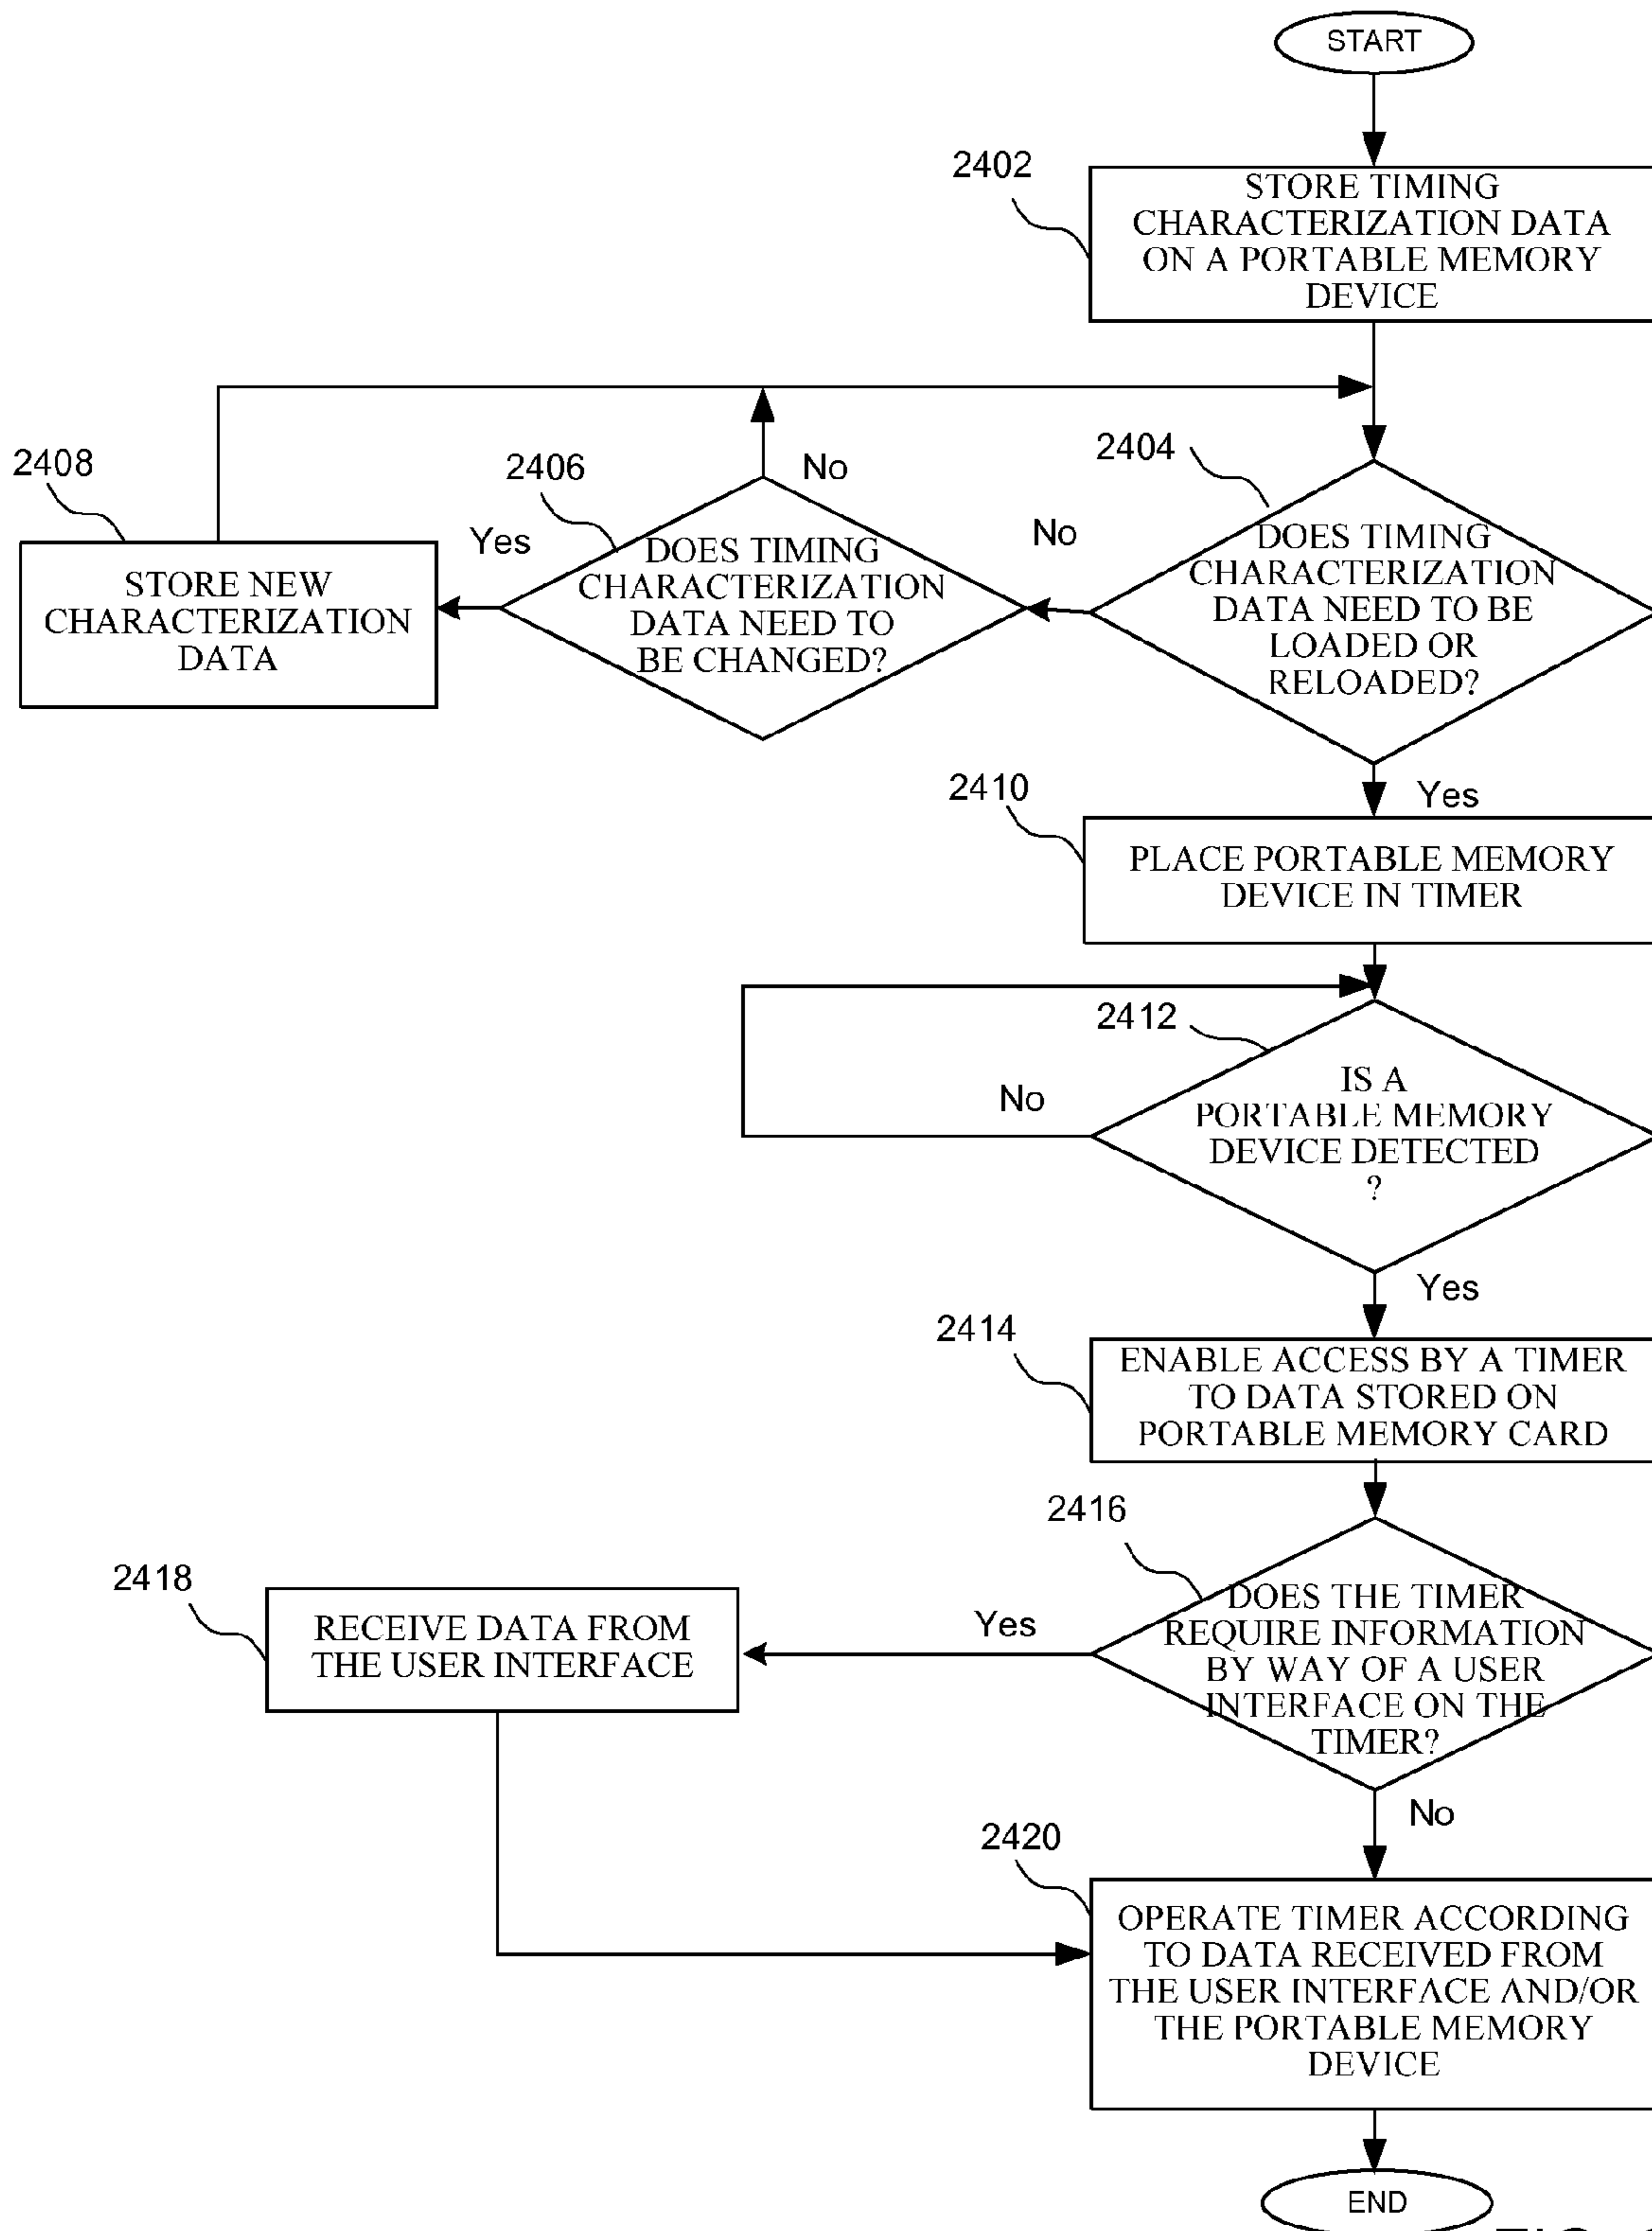 START
2402
STORE TIMING
CHARACTERIZATION DATA
ON A PORTABLE MEMORY
DEVICE
2408
2406
No
2404
Yes
No
STORE NEW
CHARACTERIZATION
DATA
DOES TIMING
CHARACTERIZATION
DATA NEED TO
BE CHANGED?
DOES TIMING
CHARACTERIZATION
DATA NEED TO BE
LOADED OR
RELOADED?
2410
Yes
PLACE PORTABLE MEMORY
DEVICE IN TIMER
2412
No
IS A
PORTABLE MEMORY
DEVICE DETECTED
?
Yes
2414
ENABLE ACCESS BY A TIMER
TO DATA STORED ON
PORTABLE MEMORY CARD
2416
2418
Yes
DOES THE TIMER
REQUIRE INFORMATION
BY WAY OF A USER
INTERFACE ON THE
TIMER?
RECEIVE DATA FROM
THE USER INTERFACE
No
2420
OPERATE TIMER ACCORDING
TO DATA RECEIVED FROM
THE USER INTERFACE AND/OR
THE PORTABLE MEMORY
DEVICE
END